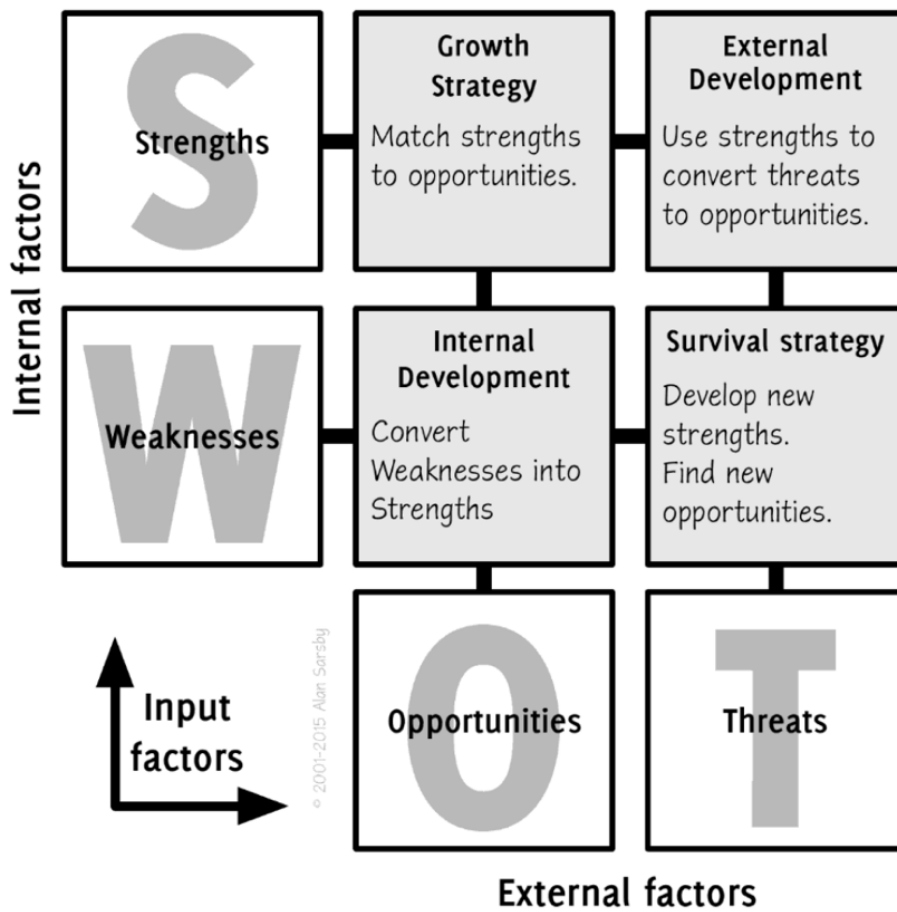 Internal factors
S
Strengths
Growth
Strategy
Match strengths
to opportunities.
External
Development
Use strengths to
convert threats
to opportunities.
W
Weaknesses
Internal
Development
Convert
Weaknesses into
Strengths
Survival strategy
Develop new
strengths.
Find new
opportunities.
Input
factors
© 2001-2015 Alan Sarsby
O
Opportunities
T
Threats
External factors